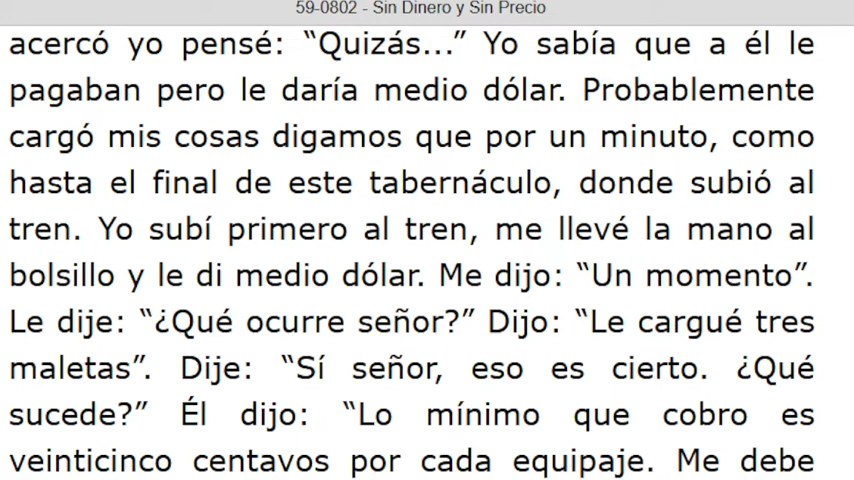 59-0802 - Sin Dinero y Sin Precio
acercó yo pensé: “Quizás...” Yo sabía que a él le
pagaban pero le daría medio dólar. Probablemente
cargó mis cosas digamos que por un minuto, como
hasta el final de este tabernáculo, donde subió al
tren. Yo subí primero al tren, me llevé la mano al
bolsillo y le di medio dólar. Me dijo: “Un momento”.
Le dije: “¿Qué ocurre señor?” Dijo: “Le cargué tres
maletas”. Dije: “Sí señor, eso es cierto. ¿Qué
sucede?” Él dijo: “Lo mínimo que cobro es
veinticinco centavos por cada equipaje. Me debe